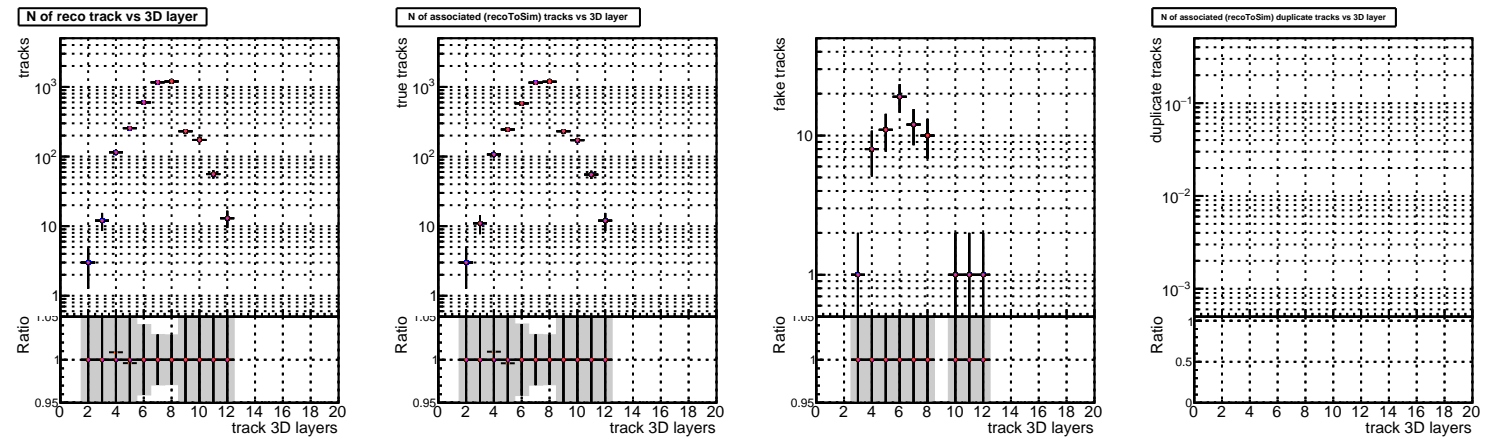 N of reco track vs 3D layer
tracks
10³
10²
10
1
Ratio
1.05
1
0.95
0 2 4 6 8 10 12 14 16 18 20
track 3D layers
N of associated (recoToSim) tracks vs 3D layer
true tracks
10³
10²
10
1
Ratio
1.05
1
0.95
0 2 4 6 8 10 12 14 16 18 20
track 3D layers
fake tracks
10
1
Ratio
1.05
1
0.95
0 2 4 6 8 10 12 14 16 18 20
track 3D layers
N of associated (recoToSim) duplicate tracks vs 3D layer
duplicate tracks
10⁻¹
10⁻²
10⁻³
Ratio
1
0.5
0
0 2 4 6 8 10 12 14 16 18 20
track 3D layers